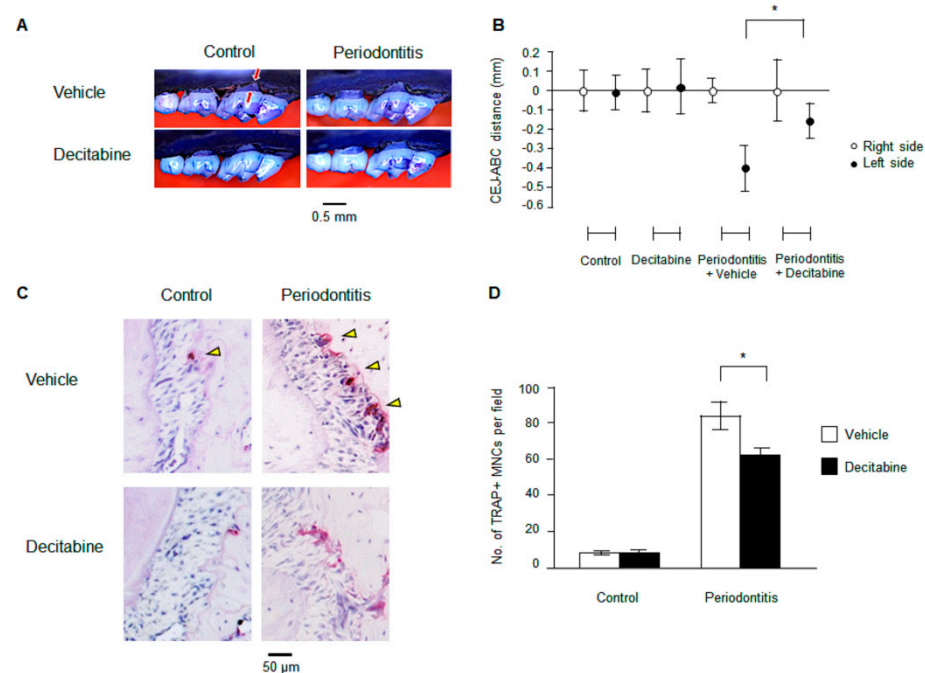 A
Control
Periodontitis
Vehicle
Decitabine
0.5 mm
B
*
CEJ-ABC distance (mm)
0.2
0.1
0
-0.1
-0.2
-0.3
-0.4
-0.5
-0.6
Right side
Left side
Control
Decitabine
Periodontitis
+ Vehicle
Periodontitis
+ Decitabine
C
Control
Periodontitis
Vehicle
Decitabine
50 µm
D
*
No. of TRAP+ MNCs per field
100
80
60
40
20
0
Vehicle
Decitabine
Control
Periodontitis